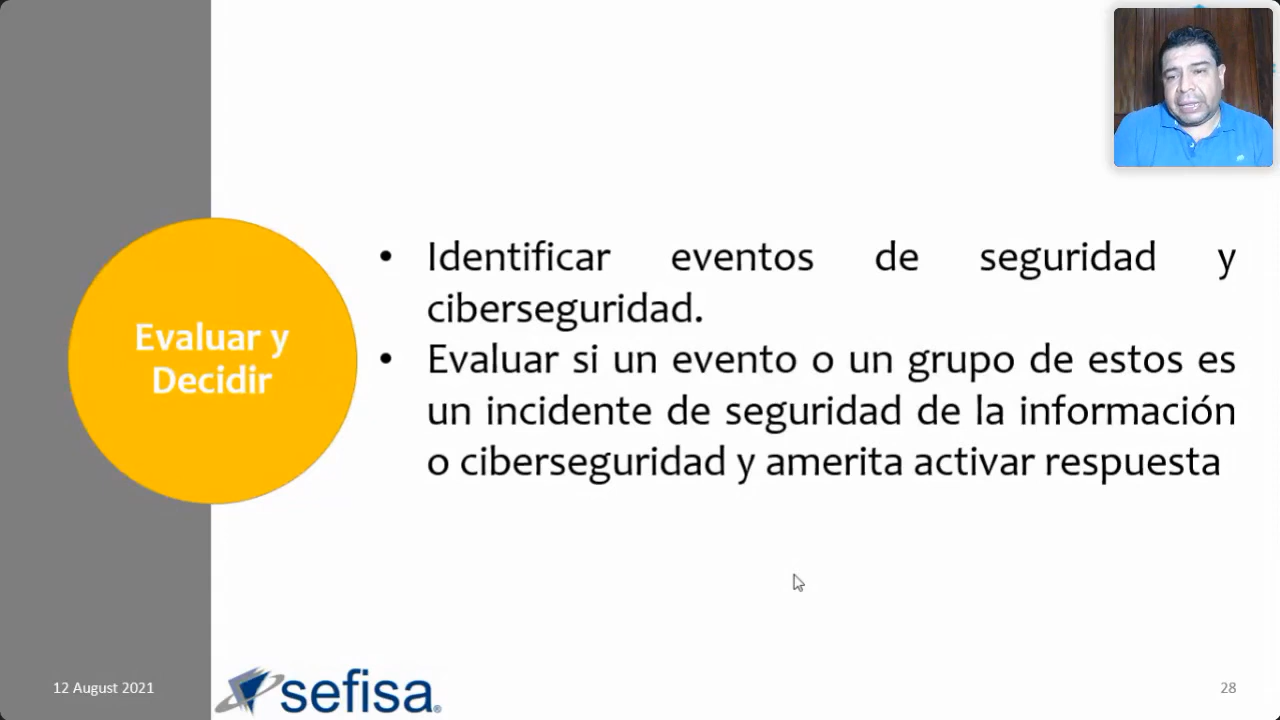 Evaluar y
Decidir
• Identificar eventos de seguridad y
ciberseguridad.
• Evaluar si un evento o un grupo de estos es
un incidente de seguridad de la información
o ciberseguridad y amerita activar respuesta
12 August 2021
sefisa®
28